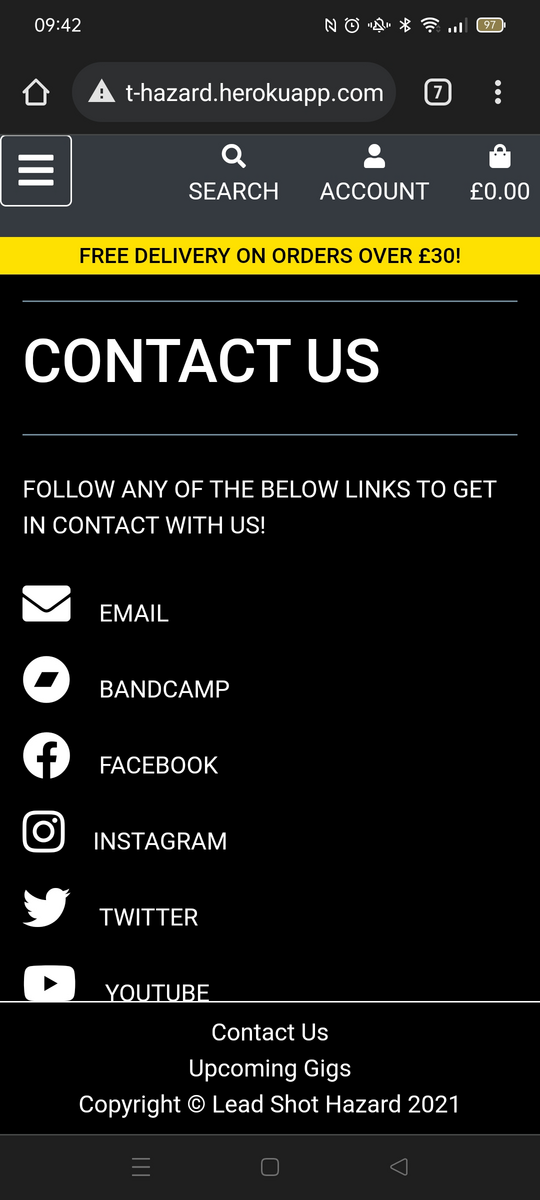 09:42
97
t-hazard.herokuapp.com
7
SEARCH ACCOUNT £0.00
FREE DELIVERY ON ORDERS OVER £30!
CONTACT US
FOLLOW ANY OF THE BELOW LINKS TO GET
IN CONTACT WITH US!
EMAIL
BANDCAMP
FACEBOOK
INSTAGRAM
TWITTER
YOUTUBE
Contact Us
Upcoming Gigs
Copyright © Lead Shot Hazard 2021